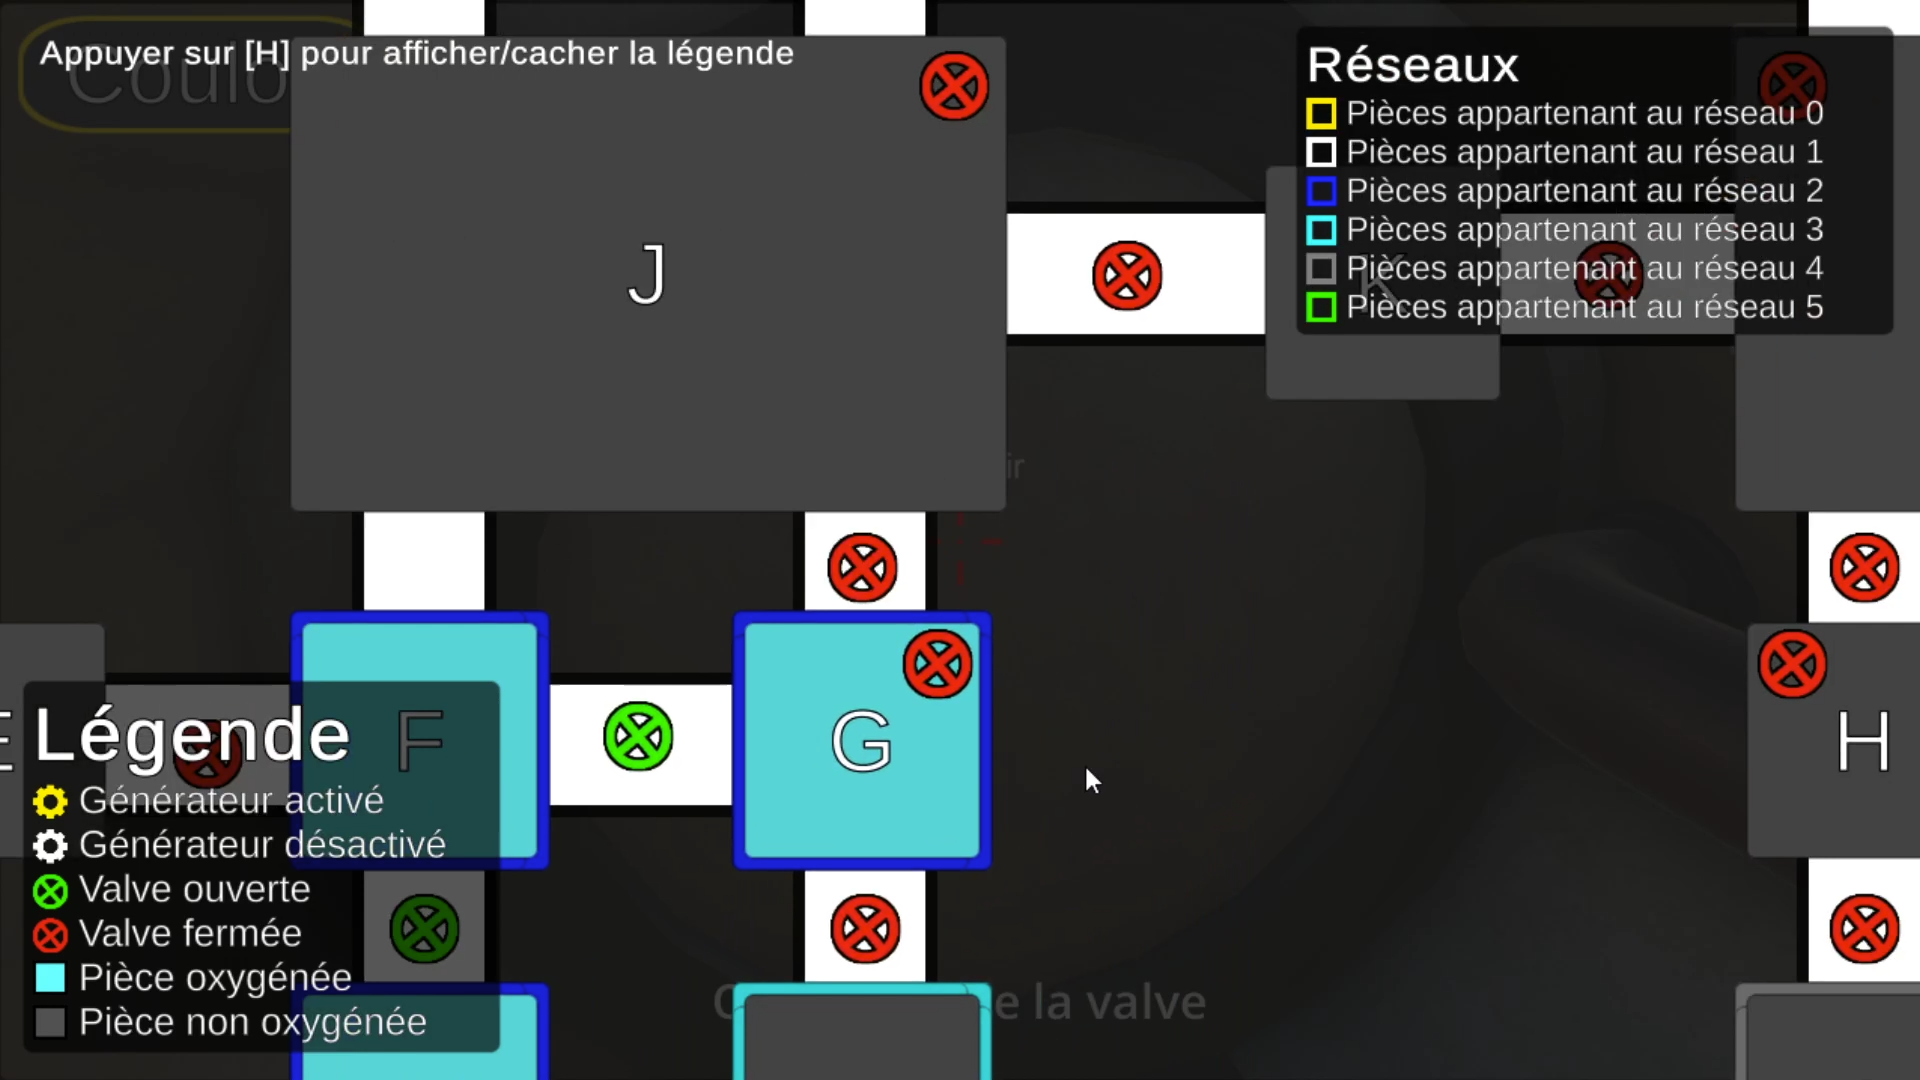 Appuyer sur [H] pour afficher/cacher la légende
Coulo
Réseaux
Pièces appartenant au réseau 0
Pièces appartenant au réseau 1
Pièces appartenant au réseau 2
Pièces appartenant au réseau 3
Pièces appartenant au réseau 4
Pièces appartenant au réseau 5
J
K
ir
E
F
G
H
Légende
Générateur activé
Générateur désactivé
Valve ouverte
Valve fermée
Pièce oxygénée
Pièce non oxygénée
e la valve